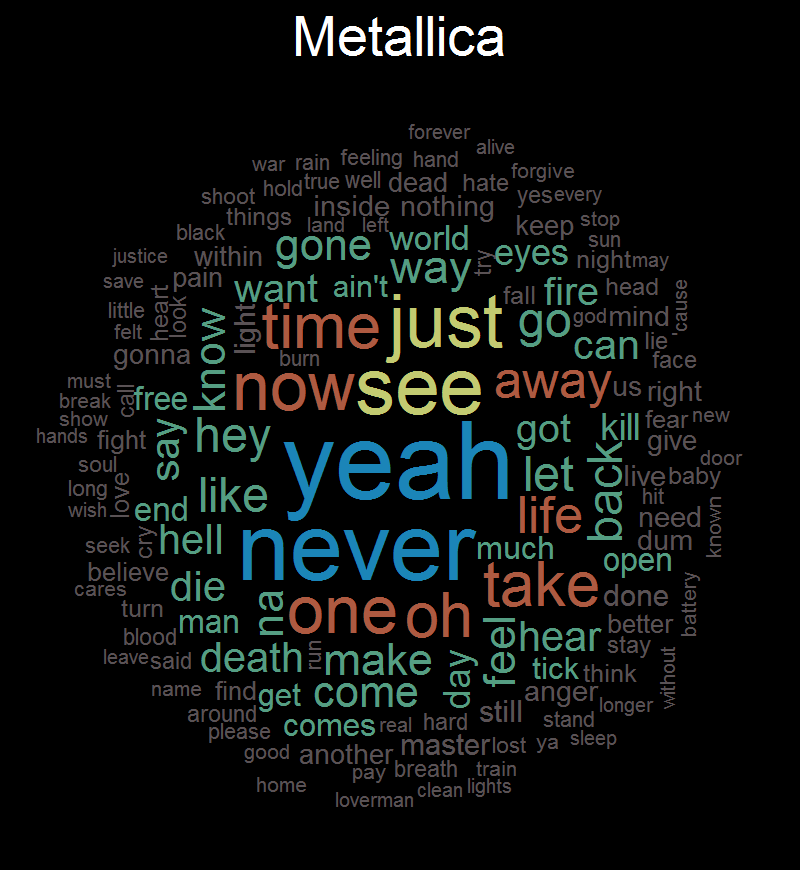 Metallica
forever
alive
war rain feeling hand
forgive
shoot hold true well dead hate yes every
things inside nothing
black land left keep stop
justice within gone world sun
save pain want ain't way try eyes night may
little heart look light time just fall fire head 'cause
felt know go god mind
gonna burn can lie
must now see away us face right
break call free
show hey got kill fear new
hands fight say yeah give
soul like let back door
long love live baby
wish end never life hit known
seek cry hell much need
believe open dum
cares die take done battery
turn man na one oh better
blood feel hear stay
leave said death run make day tick think without
name find get come anger longer
around still stand
please comes real hard
good another master lost ya sleep
pay breath train
home clean lights
loverman